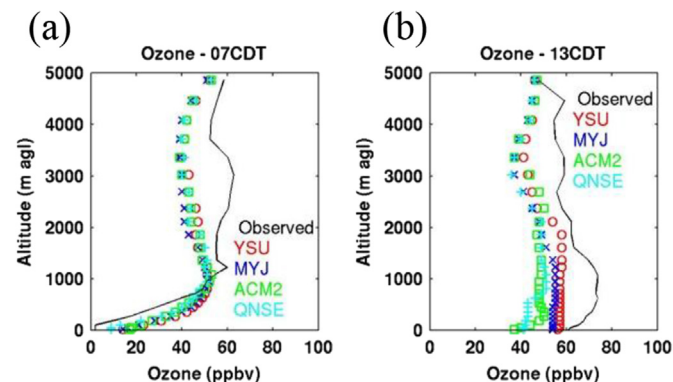 (a)
Ozone - 07CDT
5000
4000
3000
2000
1000
0
Altitude (m agl)
Observed
YSU
MYJ
ACM2
QNSE
0 20 40 60 80 100
Ozone (ppbv)
(b)
Ozone - 13CDT
5000
4000
3000
2000
1000
0
Altitude (m agl)
Observed
YSU
MYJ
ACM2
QNSE
0 20 40 60 80 100
Ozone (ppbv)